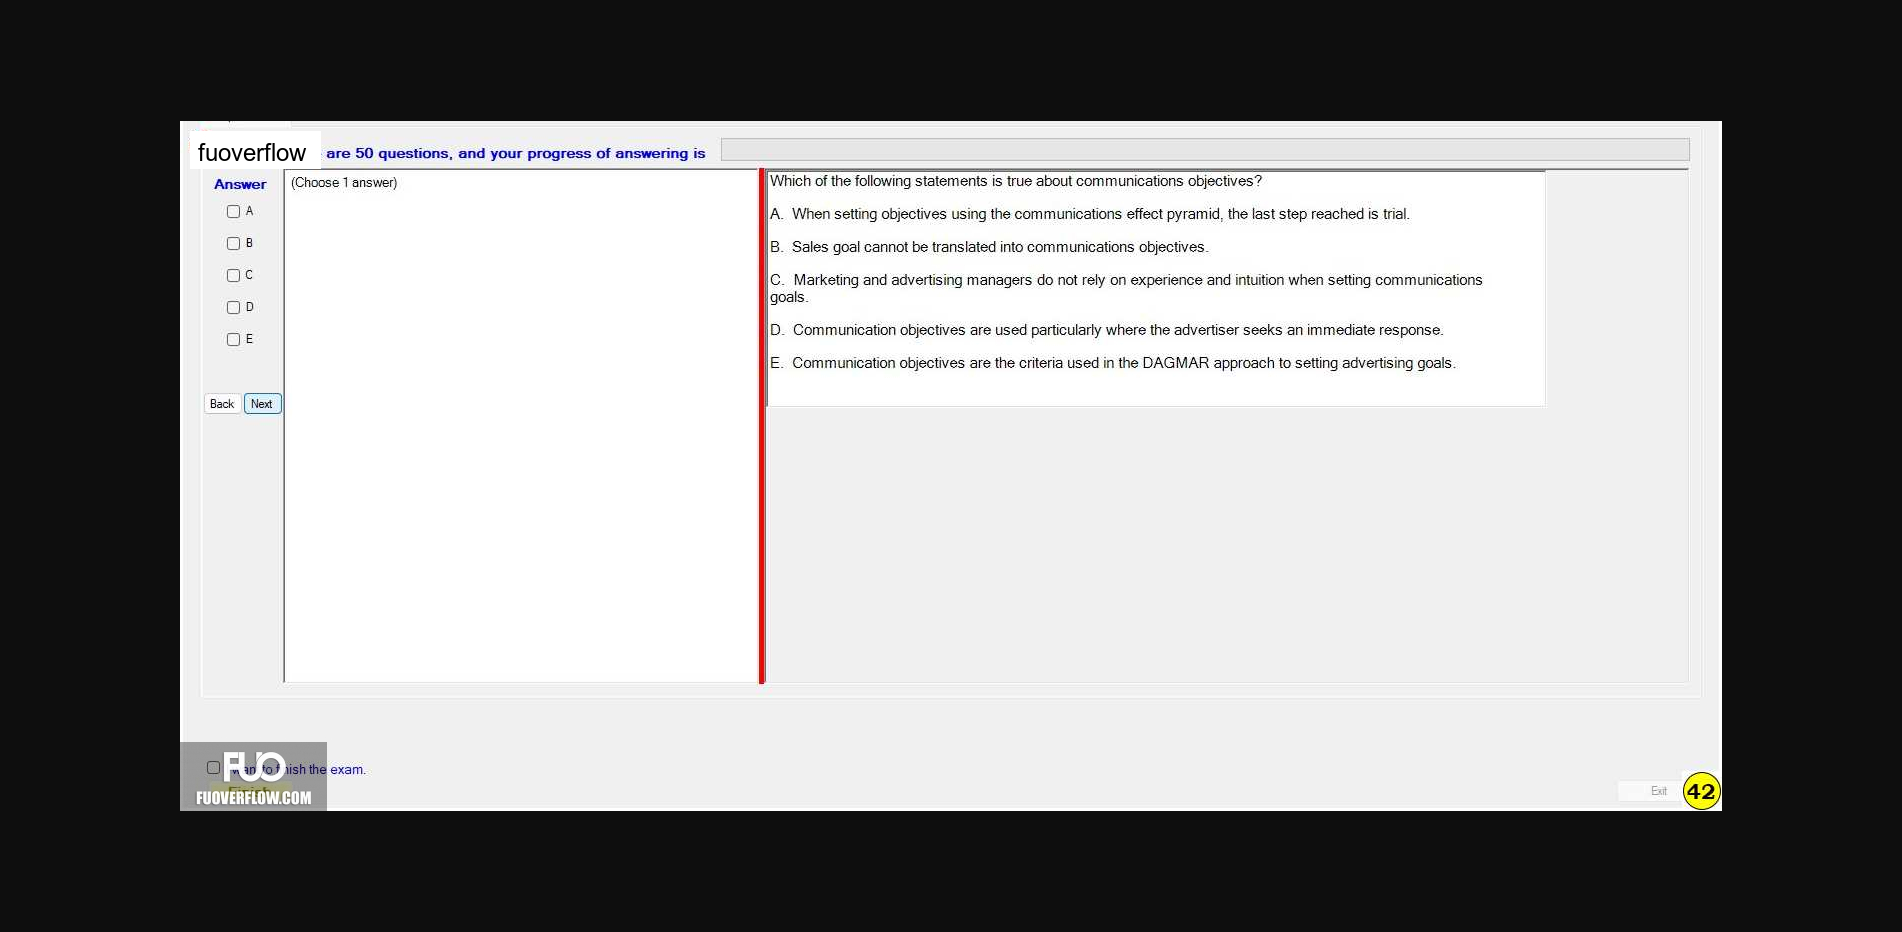 fuoverflow are 50 questions, and your progress of answering is
Answer
(Choose 1 answer)
A
B
C
D
E
Back Next
Which of the following statements is true about communications objectives?
A. When setting objectives using the communications effect pyramid, the last step reached is trial.
B. Sales goal cannot be translated into communications objectives.
C. Marketing and advertising managers do not rely on experience and intuition when setting communications
goals.
D. Communication objectives are used particularly where the advertiser seeks an immediate response.
E. Communication objectives are the criteria used in the DAGMAR approach to setting advertising goals.
FUO
want to finish the exam.
Finish
FUOVERFLOW.COM
Exit
42